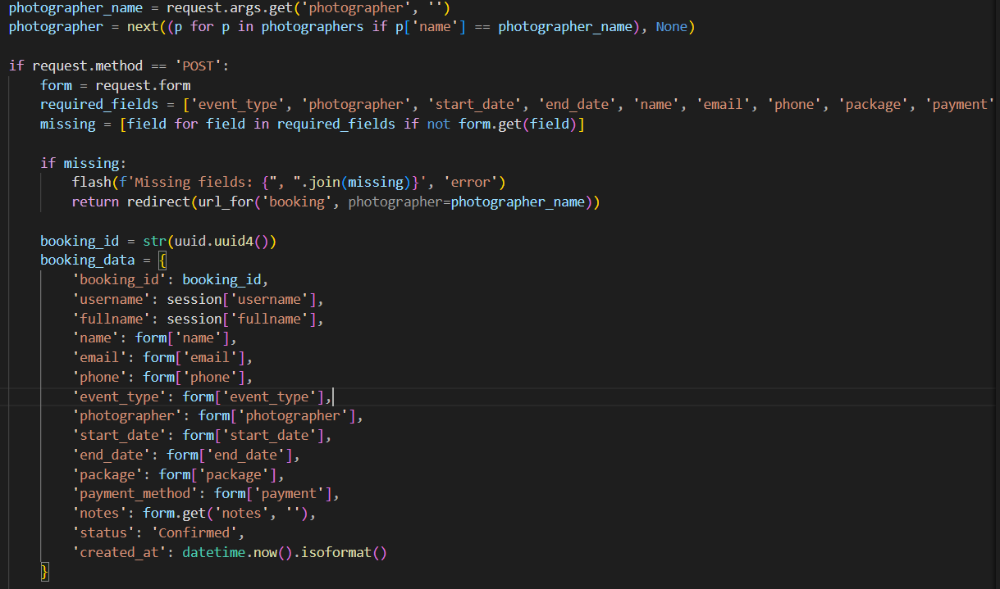 photographer_name = request.args.get('photographer', '')
photographer = next((p for p in photographers if p['name'] == photographer_name), None)
if request.method == 'POST':
form = request.form
required_fields = ['event_type', 'photographer', 'start_date', 'end_date', 'name', 'email', 'phone', 'package', 'payment'
missing = [field for field in required_fields if not form.get(field)]
if missing:
flash(f'Missing fields: {", ".join(missing)}', 'error')
return redirect(url_for('booking', photographer=photographer_name))
booking_id = str(uuid.uuid4())
booking_data = {
'booking_id': booking_id,
'username': session['username'],
'fullname': session['fullname'],
'name': form['name'],
'email': form['email'],
'phone': form['phone'],
'event_type': form['event_type'],
'photographer': form['photographer'],
'start_date': form['start_date'],
'end_date': form['end_date'],
'package': form['package'],
'payment_method': form['payment'],
'notes': form.get('notes', ''),
'status': 'Confirmed',
'created_at': datetime.now().isoformat()
}